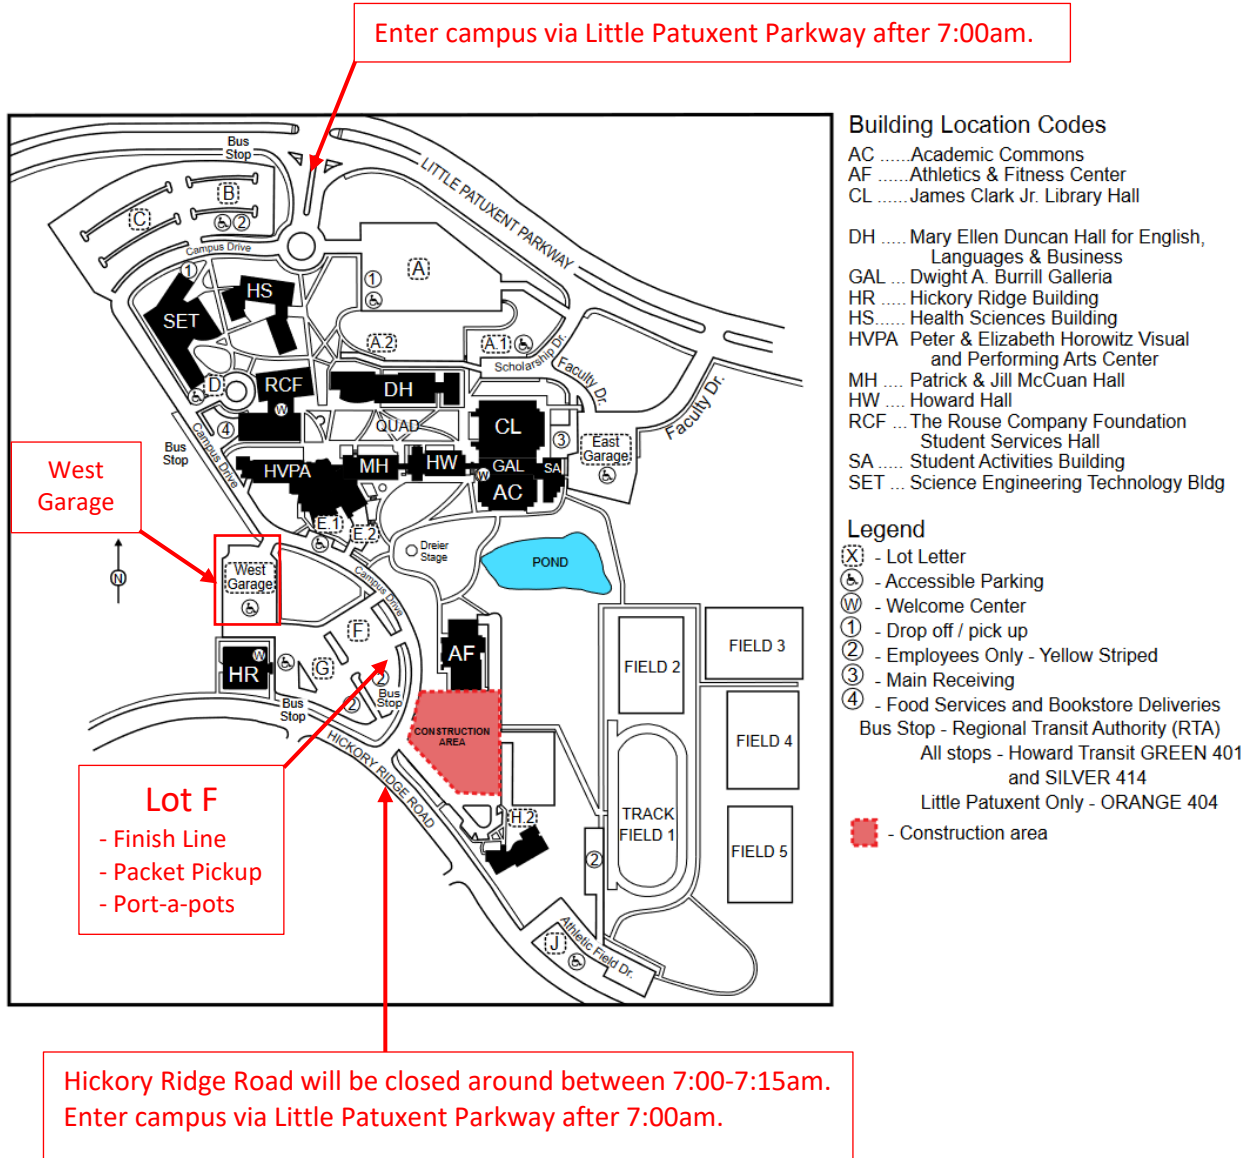 Enter campus via Little Patuxent Parkway after 7:00am.
Bus
Stop
B
C
2
Campus Drive
1
LITTLE PATUXENT PARKWAY
A
1
HS
SET
A.2
A.1
Scholarship Dr.
Faculty Dr.
Faculty Dr.
D
RCF
W
DH
4
QUAD
CL
3
East
Garage
Bus
Stop
Campus Drive
HVPA
MH
HW
GAL
SA
W
AC
E.1
E.2
Dreier
Stage
POND
West
Garage
N
West
Garage
Campus Drive
F
AF
FIELD 2
FIELD 3
HR
W
G
2
2
Bus
Stop
Bus
Stop
CONSTRUCTION
AREA
FIELD 4
HICKORY RIDGE ROAD
H.2
TRACK
FIELD 1
FIELD 5
2
Athletic Field Dr.
J
Lot F
- Finish Line
- Packet Pickup
- Port-a-pots
Building Location Codes
AC ......Academic Commons
AF ......Athletics & Fitness Center
CL ......James Clark Jr. Library Hall
DH ..... Mary Ellen Duncan Hall for English,
Languages & Business
GAL ... Dwight A. Burrill Galleria
HR ..... Hickory Ridge Building
HS...... Health Sciences Building
HVPA Peter & Elizabeth Horowitz Visual
and Performing Arts Center
MH .... Patrick & Jill McCuan Hall
HW .... Howard Hall
RCF ... The Rouse Company Foundation
Student Services Hall
SA ..... Student Activities Building
SET ... Science Engineering Technology Bldg
Legend
X - Lot Letter
- Accessible Parking
W - Welcome Center
1 - Drop off / pick up
2 - Employees Only - Yellow Striped
3 - Main Receiving
4 - Food Services and Bookstore Deliveries
Bus Stop - Regional Transit Authority (RTA)
All stops - Howard Transit GREEN 401
and SILVER 414
Little Patuxent Only - ORANGE 404
- Construction area
Hickory Ridge Road will be closed around between 7:00-7:15am.
Enter campus via Little Patuxent Parkway after 7:00am.